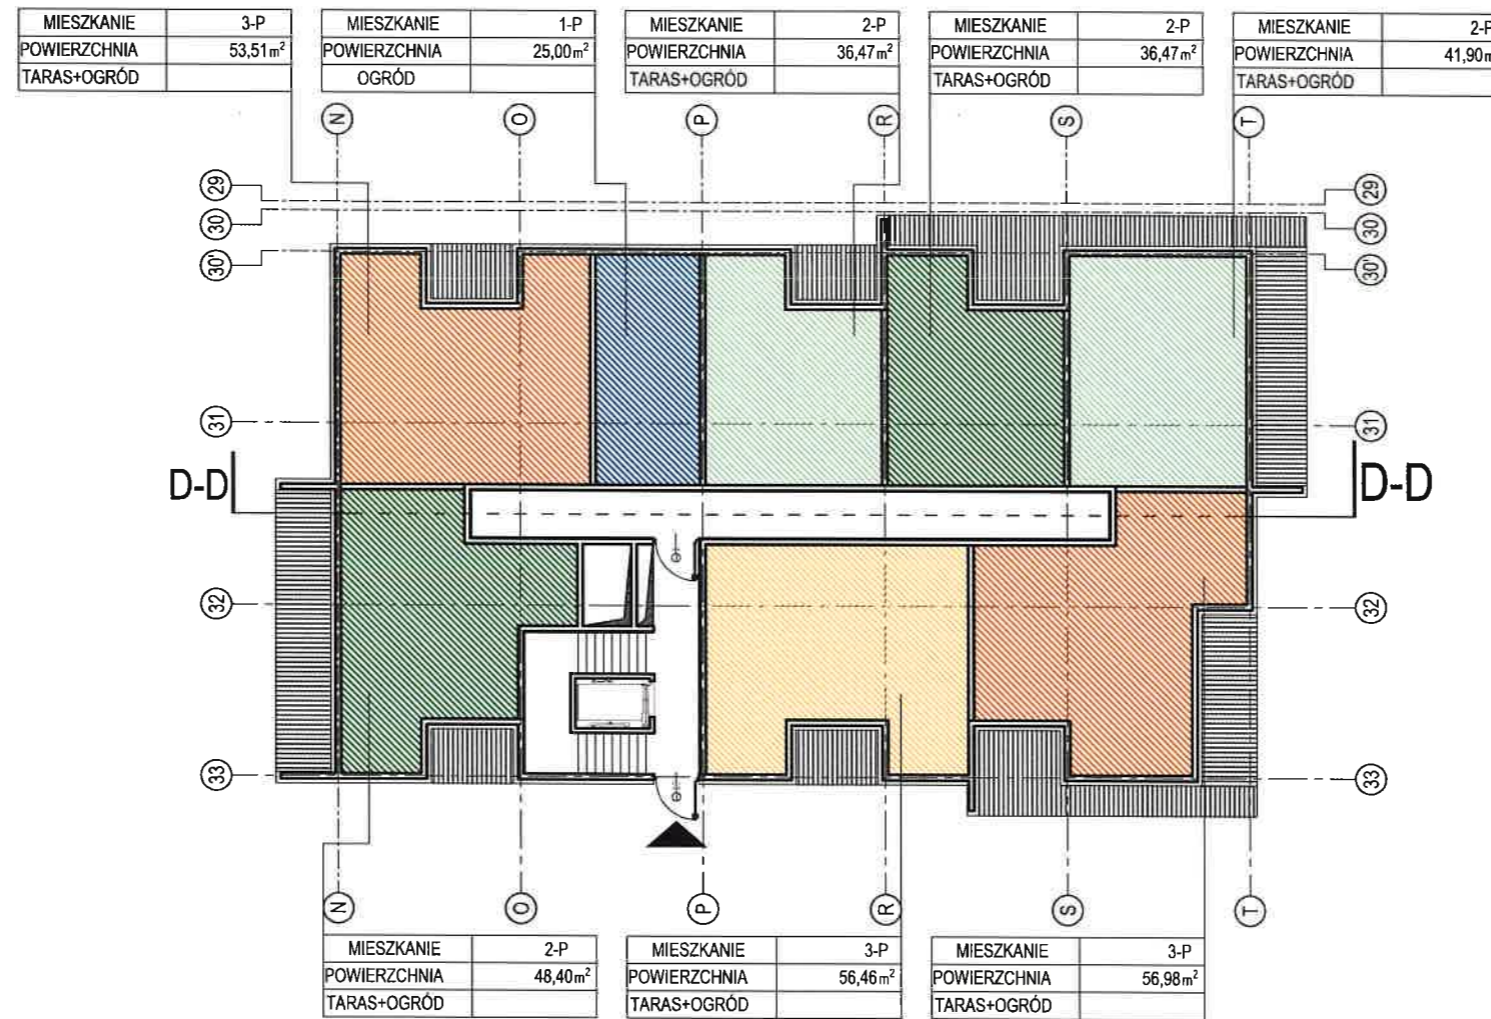 MIESZKANIE 3-P
POWIERZCHNIA 53,51m²
TARAS+OGRÓD
MIESZKANIE 1-P
POWIERZCHNIA 25,00m²
OGRÓD
MIESZKANIE 2-P
POWIERZCHNIA 36,47m²
TARAS+OGRÓD
MIESZKANIE 2-P
POWIERZCHNIA 36,47m²
TARAS+OGRÓD
MIESZKANIE 2-P
POWIERZCHNIA 41,90m
TARAS+OGRÓD
N O P R S T
29 29
30 30
30' 30'
31 31
D-D D-D
32 32
33 33
N O P R S T
MIESZKANIE 2-P
POWIERZCHNIA 48,40m²
TARAS+OGRÓD
MIESZKANIE 3-P
POWIERZCHNIA 56,46m²
TARAS+OGRÓD
MIESZKANIE 3-P
POWIERZCHNIA 56,98m²
TARAS+OGRÓD